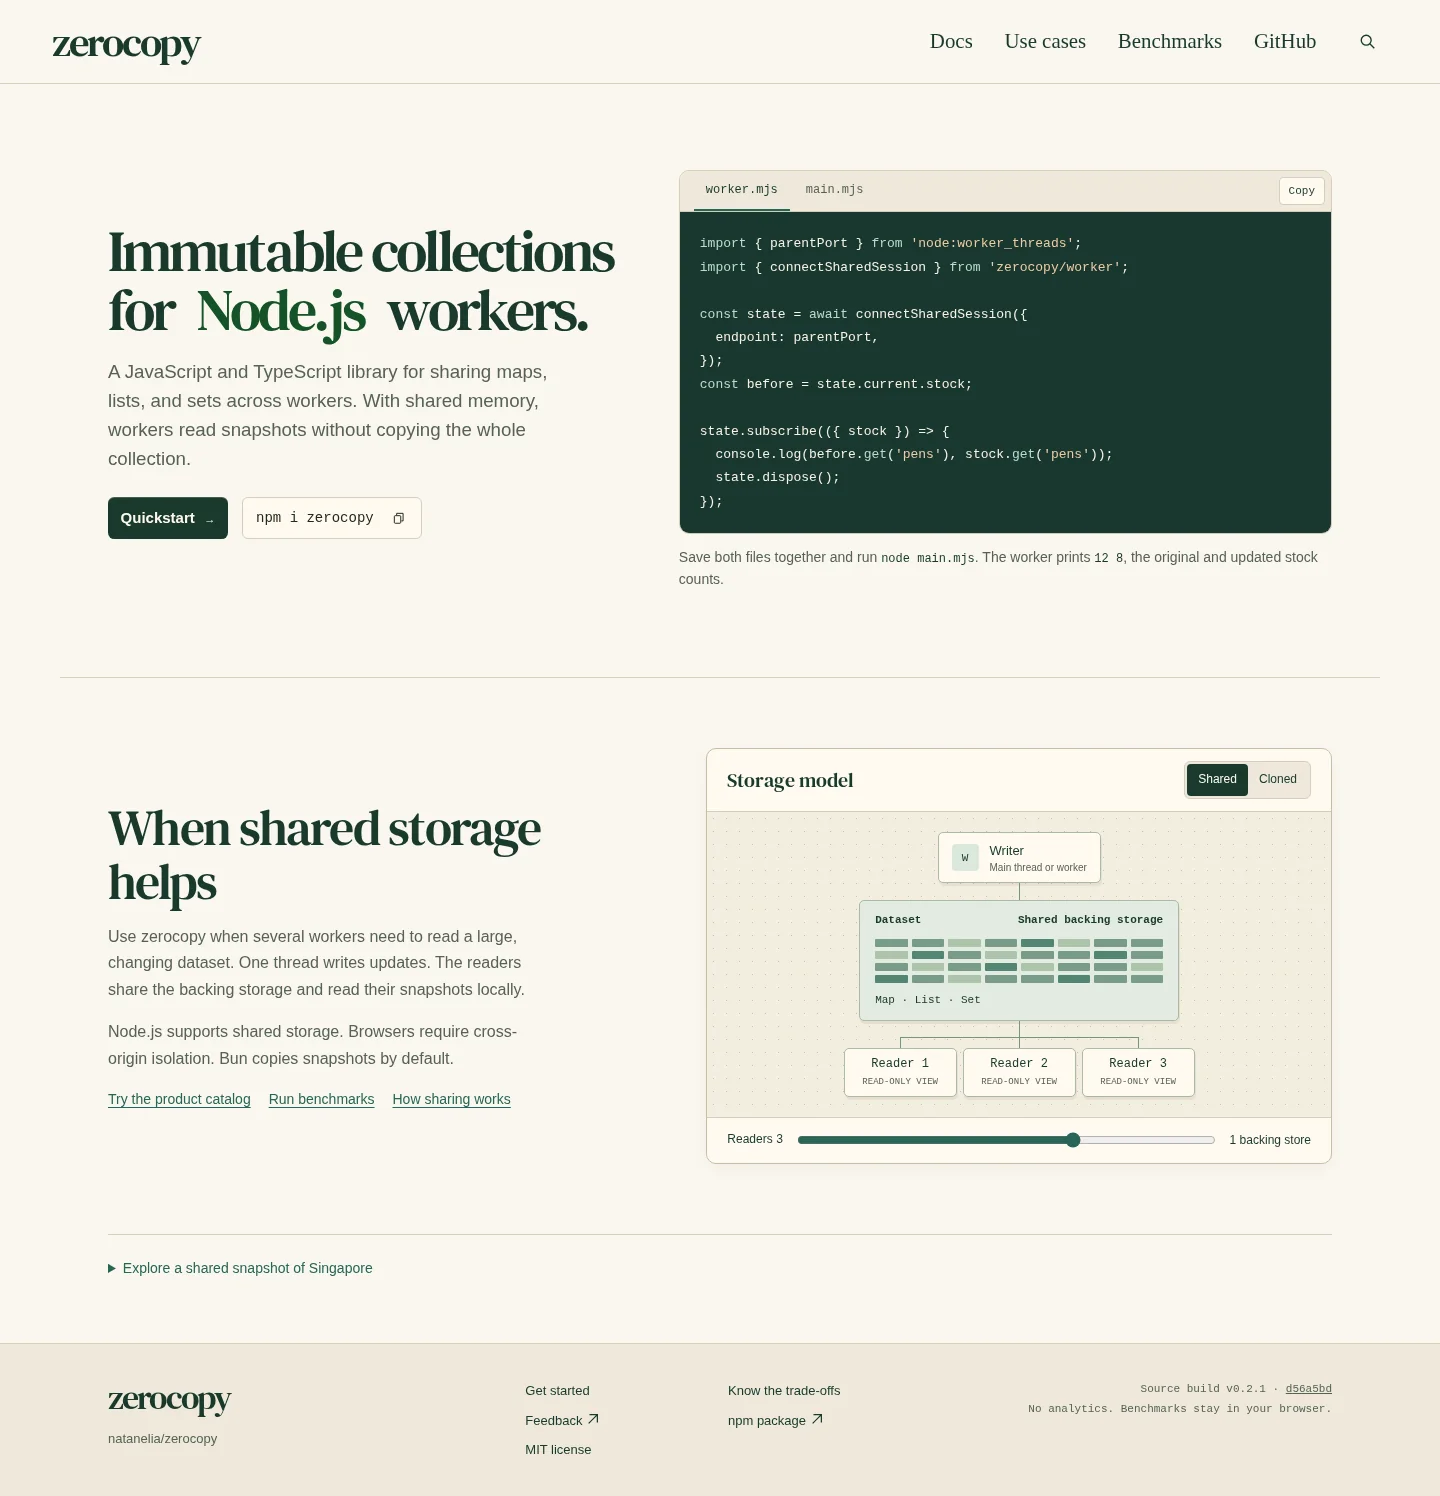 zerocopy
Docs Use cases Benchmarks GitHub
Immutable collections
for Node.js workers.
A JavaScript and TypeScript library for sharing maps,
lists, and sets across workers. With shared memory,
workers read snapshots without copying the whole
collection.
Quickstart →
npm i zerocopy
worker.mjs main.mjs
Copy
import { parentPort } from 'node:worker_threads';
import { connectSharedSession } from 'zerocopy/worker';
const state = await connectSharedSession({
  endpoint: parentPort,
});
const before = state.current.stock;
state.subscribe(({ stock }) => {
  console.log(before.get('pens'), stock.get('pens'));
  state.dispose();
});
Save both files together and run node main.mjs. The worker prints 12 8, the original and updated stock
counts.
When shared storage
helps
Use zerocopy when several workers need to read a large,
changing dataset. One thread writes updates. The readers
share the backing storage and read their snapshots locally.
Node.js supports shared storage. Browsers require cross-
origin isolation. Bun copies snapshots by default.
Try the product catalog Run benchmarks How sharing works
Storage model
Shared Cloned
W
Writer
Main thread or worker
Dataset Shared backing storage
Map · List · Set
Reader 1
READ-ONLY VIEW
Reader 2
READ-ONLY VIEW
Reader 3
READ-ONLY VIEW
Readers 3
1 backing store
▶ Explore a shared snapshot of Singapore
zerocopy
natanelia/zerocopy
Get started
Feedback
MIT license
Know the trade-offs
npm package
Source build v0.2.1 · d56a5bd
No analytics. Benchmarks stay in your browser.